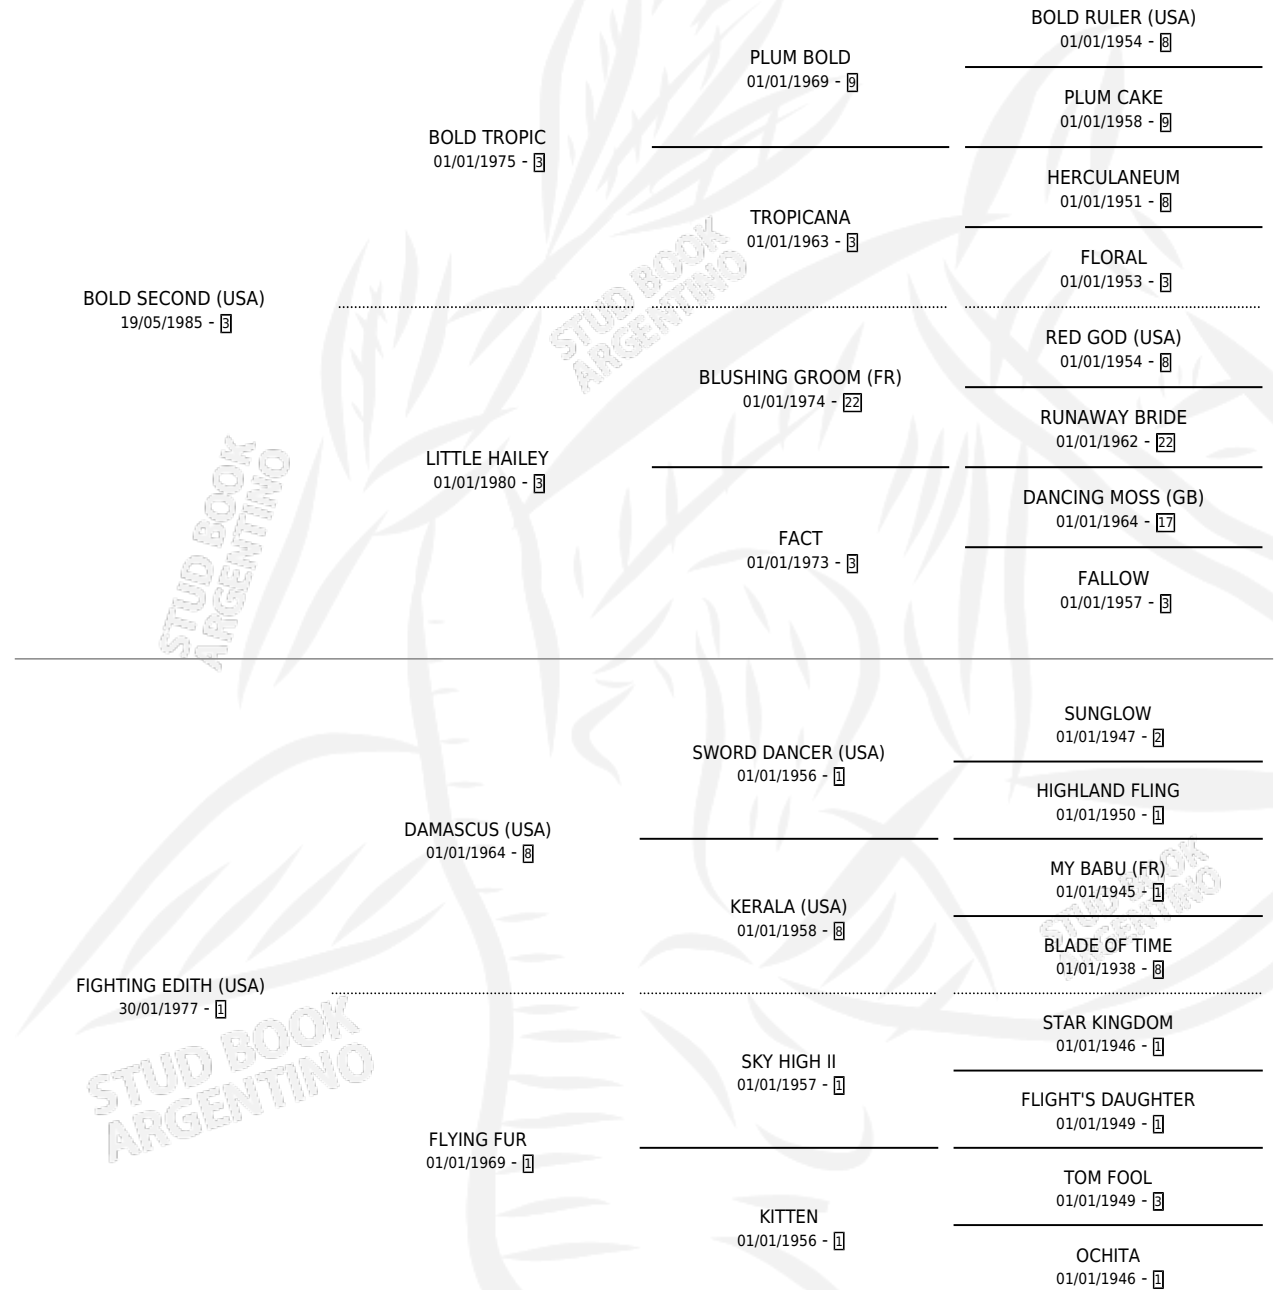 BOLD RULER (USA)
01/01/1954 - 8
PLUM BOLD
01/01/1969 - 9
PLUM CAKE
01/01/1958 - 9
BOLD TROPIC
01/01/1975 - 3
HERCULANEUM
01/01/1951 - 8
TROPICANA
01/01/1963 - 3
FLORAL
01/01/1953 - 3
BOLD SECOND (USA)
19/05/1985 - 3
RED GOD (USA)
01/01/1954 - 8
BLUSHING GROOM (FR)
01/01/1974 - 22
RUNAWAY BRIDE
01/01/1962 - 22
LITTLE HAILEY
01/01/1980 - 3
DANCING MOSS (GB)
01/01/1964 - 17
FACT
01/01/1973 - 3
FALLOW
01/01/1957 - 3
SUNGLOW
01/01/1947 - 2
SWORD DANCER (USA)
01/01/1956 - 1
HIGHLAND FLING
01/01/1950 - 1
DAMASCUS (USA)
01/01/1964 - 8
MY BABU (FR)
01/01/1945 - 1
KERALA (USA)
01/01/1958 - 8
BLADE OF TIME
01/01/1938 - 8
FIGHTING EDITH (USA)
30/01/1977 - 1
STAR KINGDOM
01/01/1946 - 1
SKY HIGH II
01/01/1957 - 1
FLIGHT'S DAUGHTER
01/01/1949 - 1
FLYING FUR
01/01/1969 - 1
TOM FOOL
01/01/1949 - 3
KITTEN
01/01/1956 - 1
OCHITA
01/01/1946 - 1
STUD BOOK
ARGENTINO
STUD BOOK
ARGENTINO
STUD BOOK
ARGENTINO
STUD BOOK
ARGENTINO